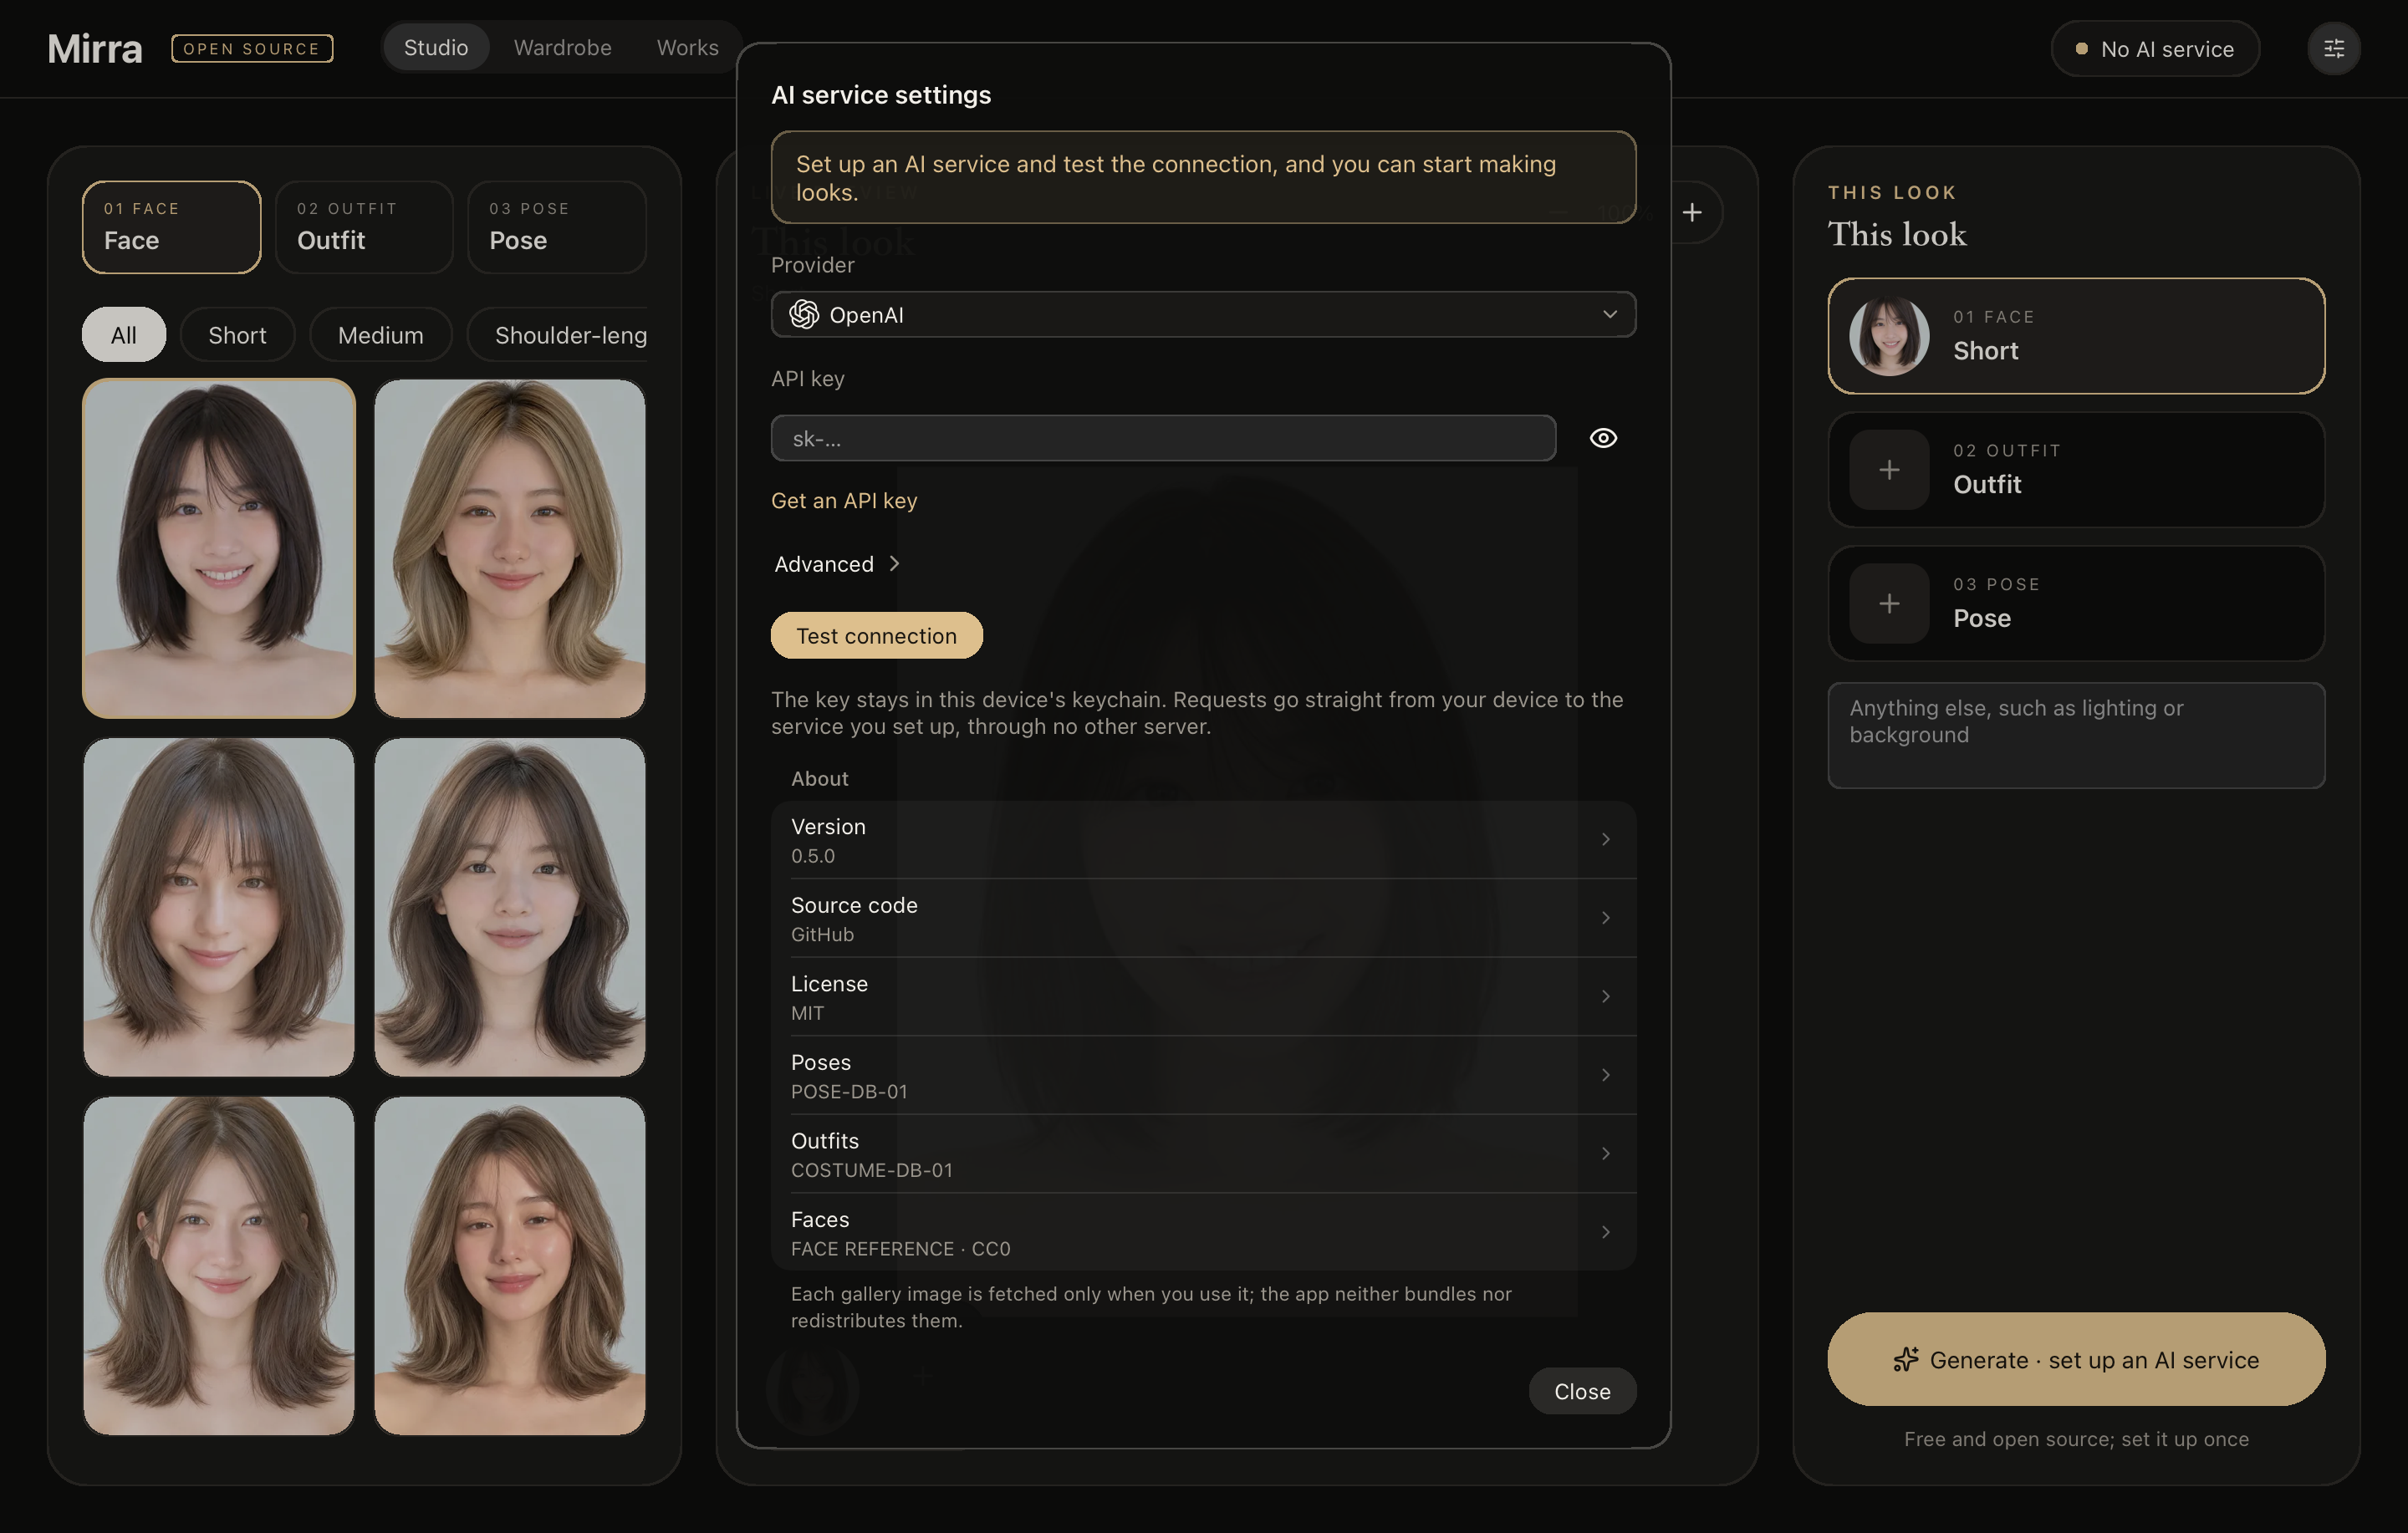 Mirra
OPEN SOURCE
Studio
Wardrobe
Works
No AI service
01 FACE
Face
02 OUTFIT
Outfit
03 POSE
Pose
All
Short
Medium
Shoulder-leng
AI service settings
Set up an AI service and test the connection, and you can start making
looks.
This look
100%
Provider
OpenAI
API key
sk-...
Get an API key
Advanced
Test connection
The key stays in this device's keychain. Requests go straight from your device to the
service you set up, through no other server.
About
Version
0.5.0
Source code
GitHub
License
MIT
Poses
POSE-DB-01
Outfits
COSTUME-DB-01
Faces
FACE REFERENCE · CC0
Each gallery image is fetched only when you use it; the app neither bundles nor
redistributes them.
Close
THIS LOOK
This look
01 FACE
Short
02 OUTFIT
Outfit
03 POSE
Pose
Anything else, such as lighting or
background
Generate · set up an AI service
Free and open source; set it up once